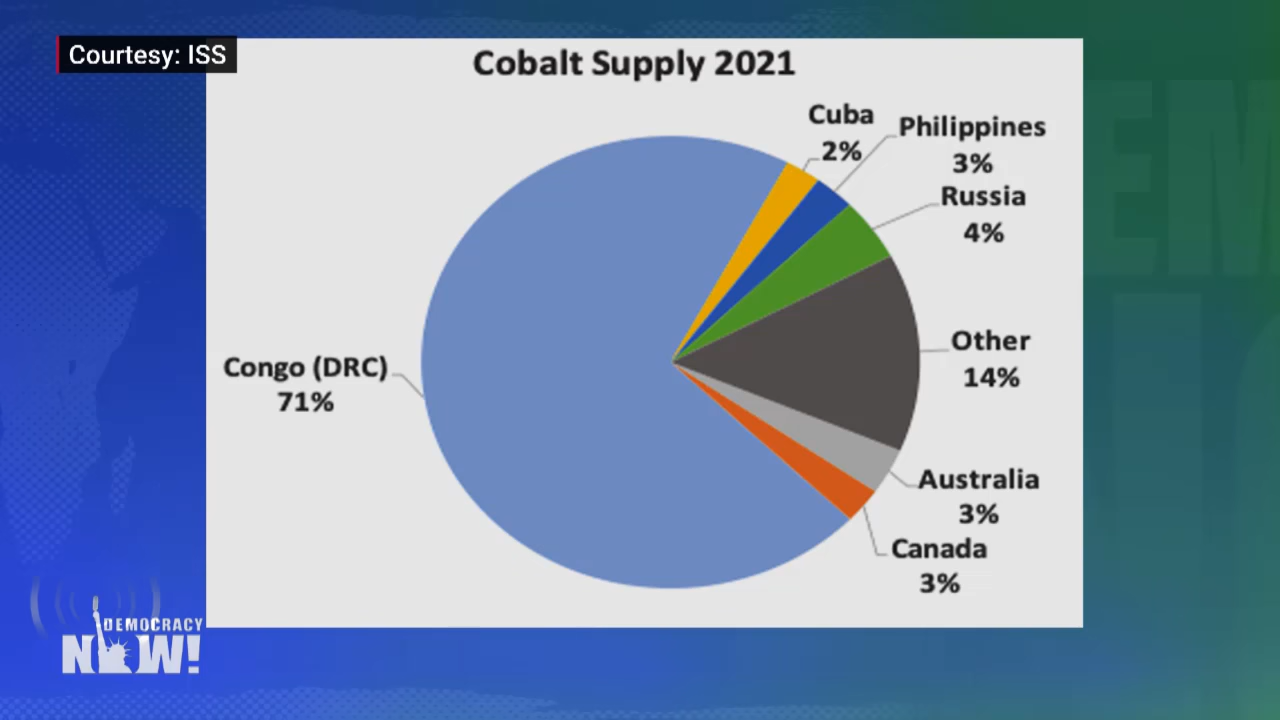 Courtesy: ISS
Cobalt Supply 2021
Cuba
2%
Philippines
3%
Russia
4%
Other
14%
Congo (DRC)
71%
Australia
3%
Canada
3%
DEMOCRACY
NOW!